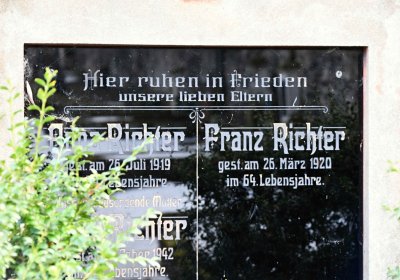 Hier ruhen in Frieden
unsere lieben Eltern
Richter
gest. am 26. Juli 1919
Lebensjahre.
Franz Richter
gest. am 26. März 1920
im 64. Lebensjahre.
Mutter
Richter
1942
Lebensjahre.